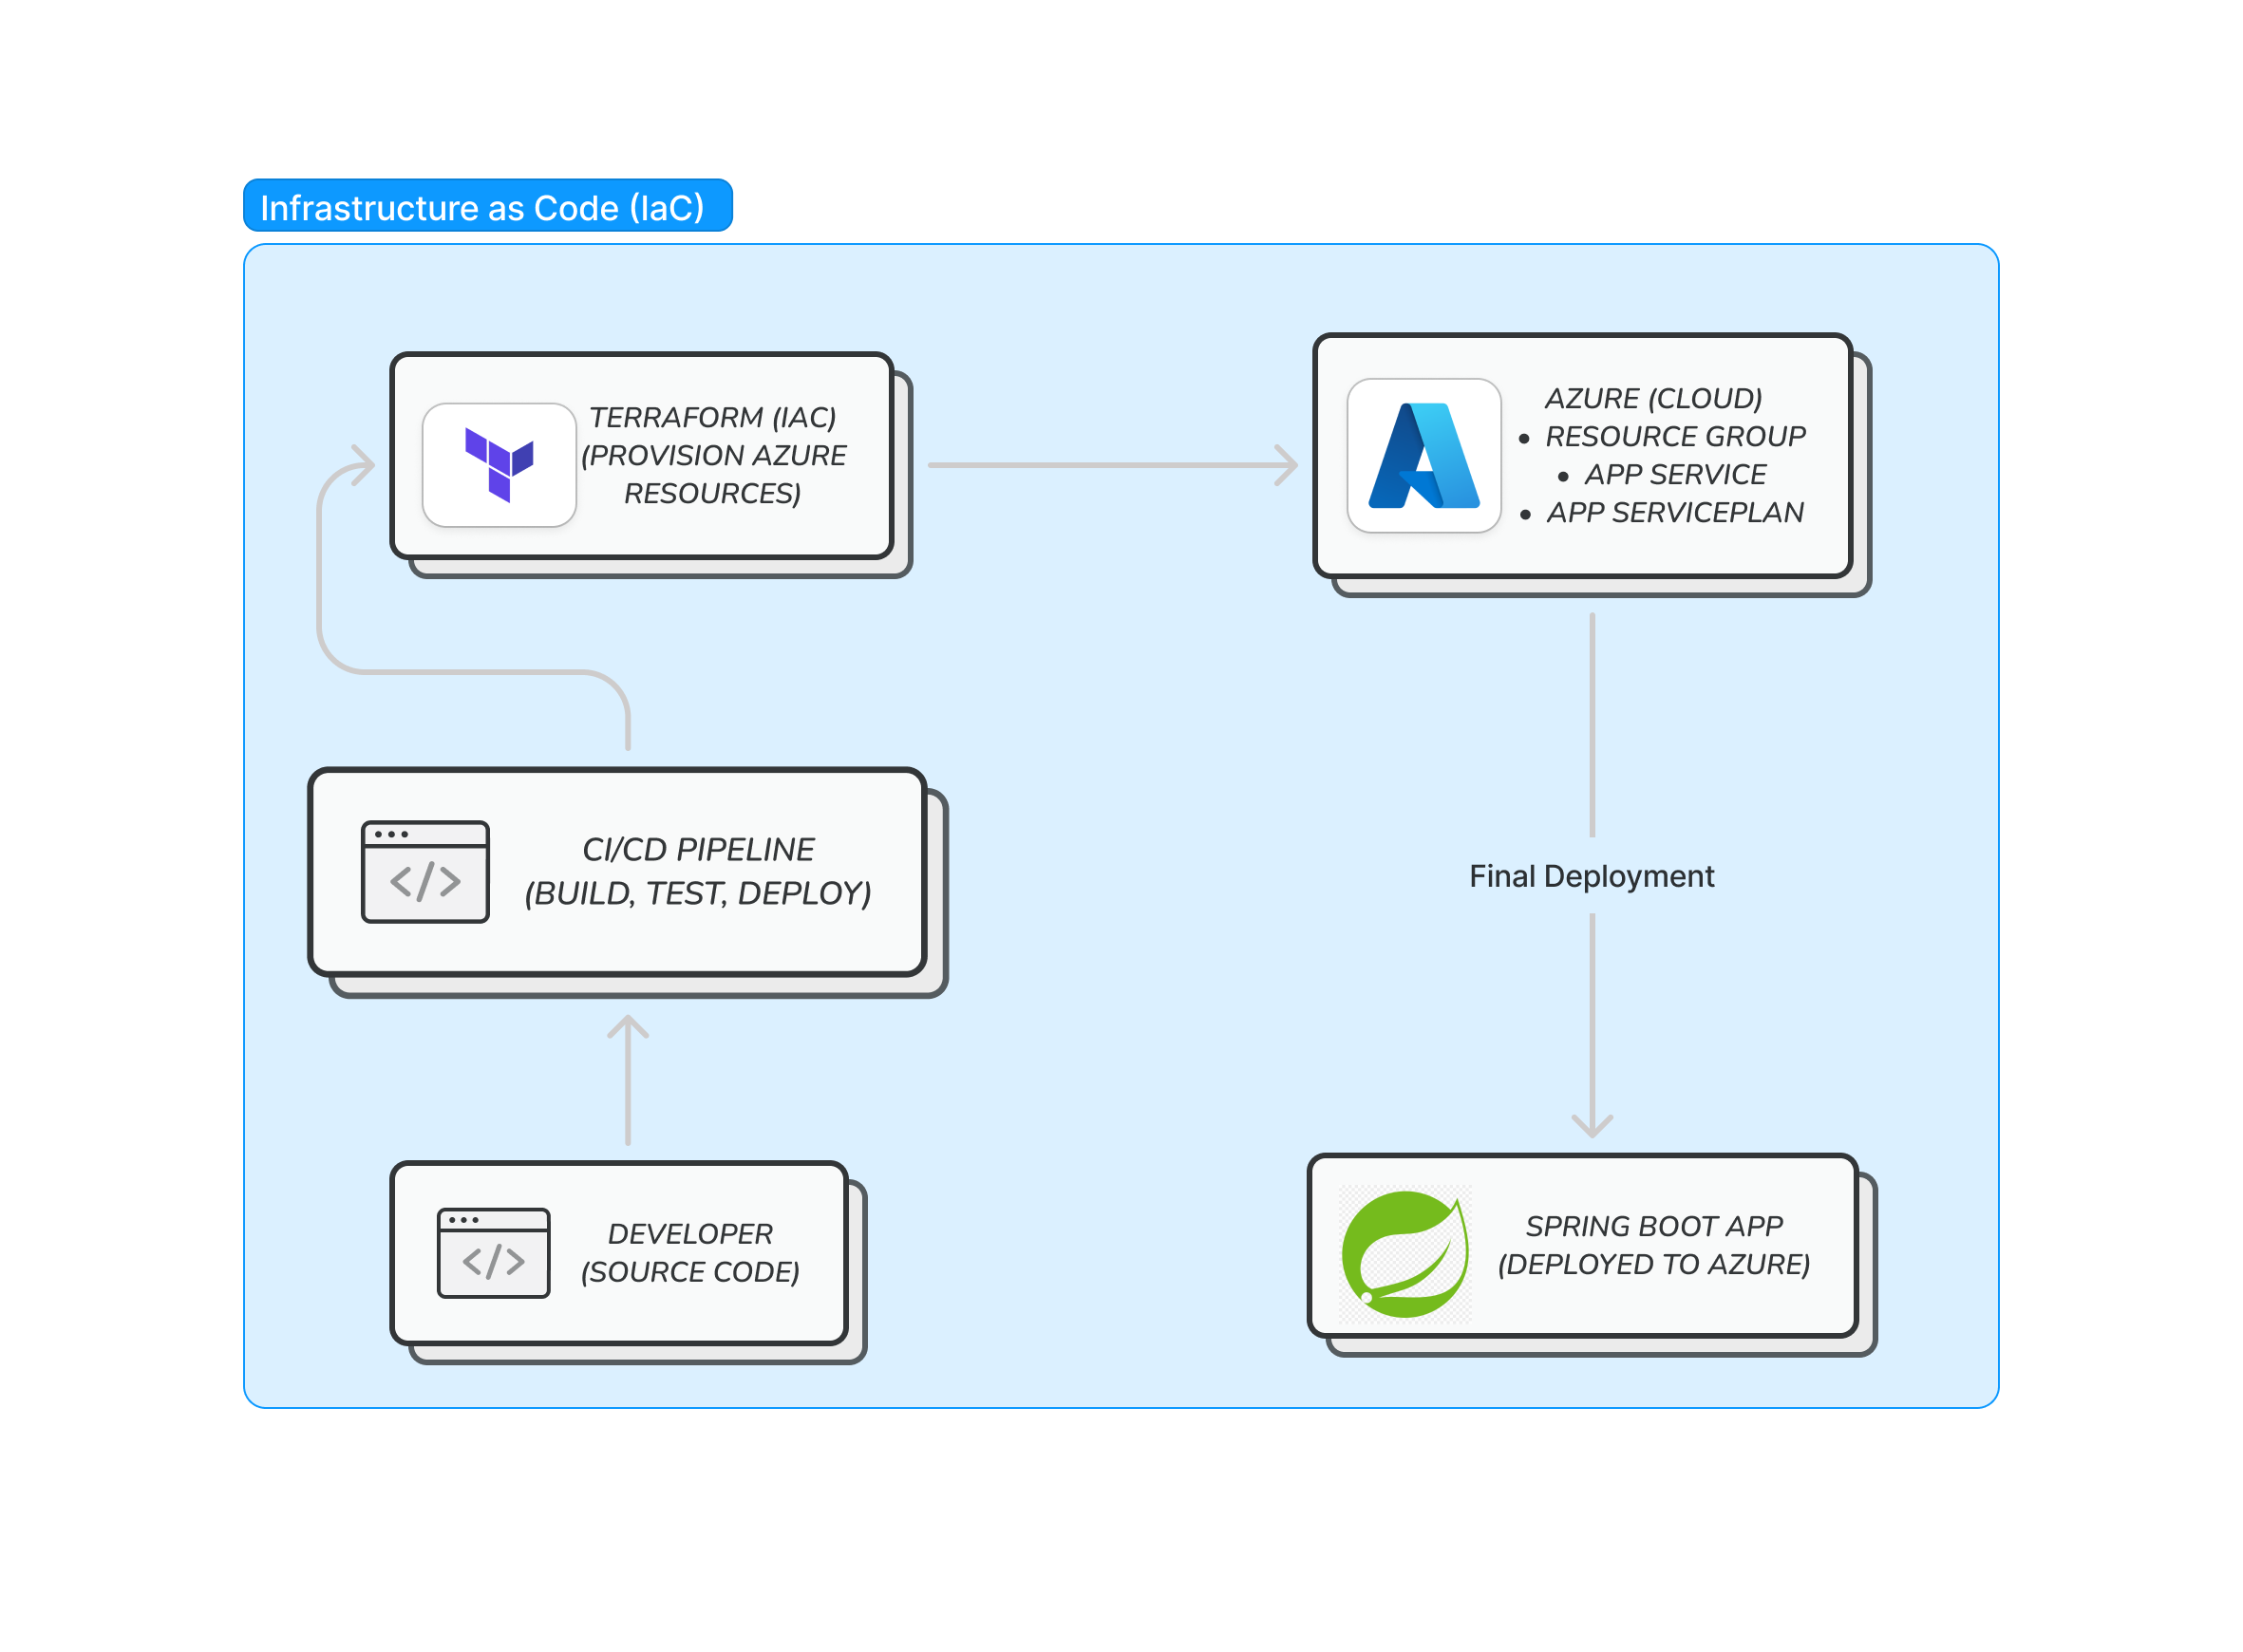 Infrastructure as Code (IaC)
TERRAFORM (IAC)
(PROVISION AZURE
RESOURCES)
AZURE (CLOUD)
• RESOURCE GROUP
• APP SERVICE
• APP SERVICEPLAN
CI/CD PIPELINE
(BUILD, TEST, DEPLOY)
</>
Final Deployment
DEVELOPER
(SOURCE CODE)
</>
SPRING BOOT APP
(DEPLOYED TO AZURE)